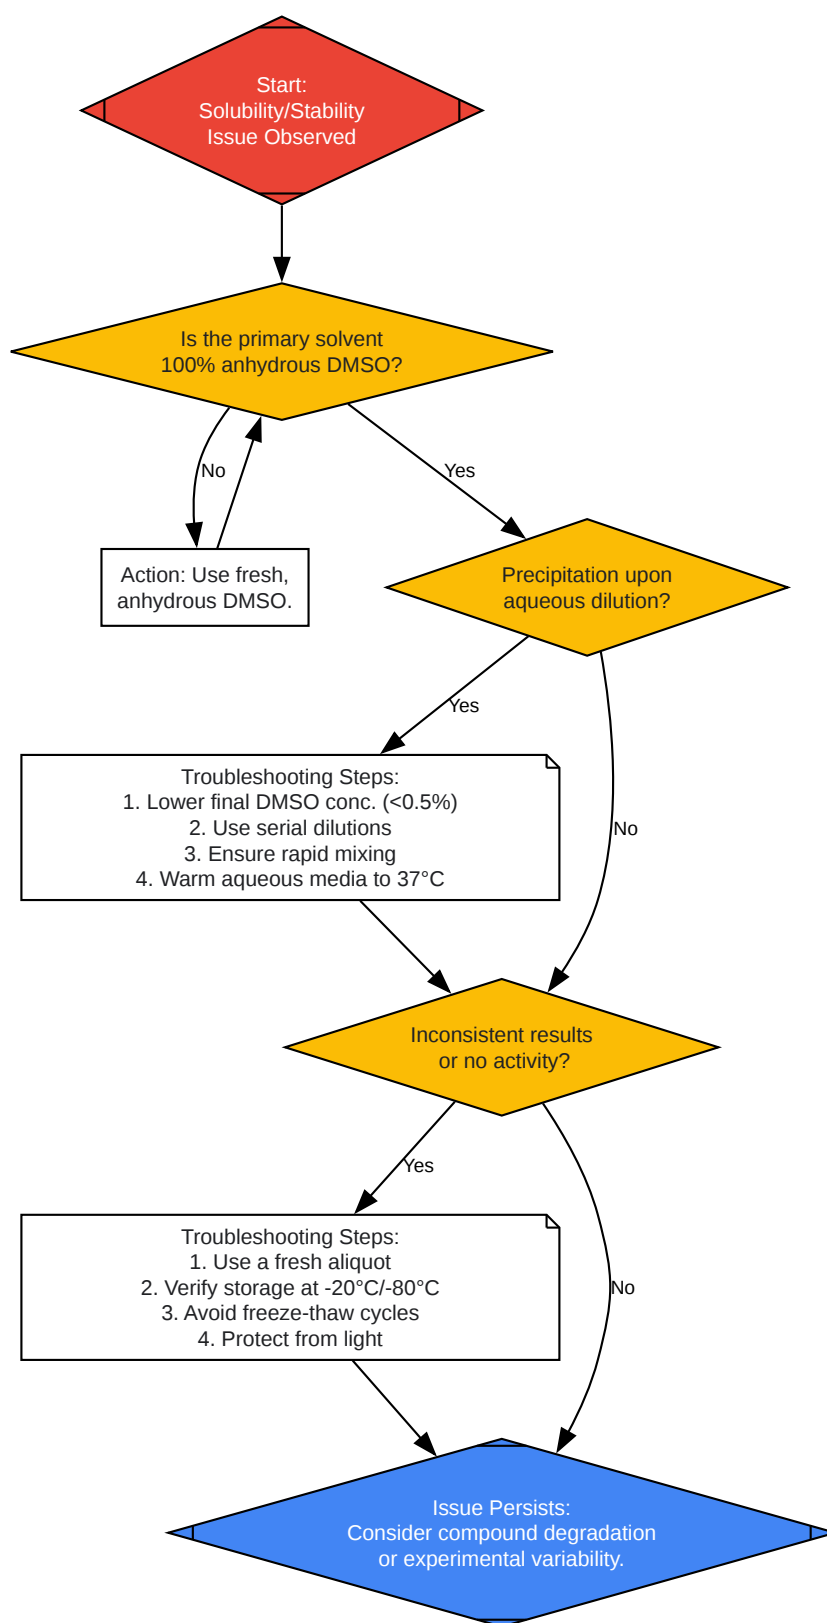 Start:
Solubility/Stability
Issue Observed
Is the primary solvent
100% anhydrous DMSO?
No
Yes
Action: Use fresh,
anhydrous DMSO.
Precipitation upon
aqueous dilution?
Yes
No
Troubleshooting Steps:
1. Lower final DMSO conc. (<0.5%)
2. Use serial dilutions
3. Ensure rapid mixing
4. Warm aqueous media to 37°C
Inconsistent results
or no activity?
Yes
No
Troubleshooting Steps:
1. Use a fresh aliquot
2. Verify storage at -20°C/-80°C
3. Avoid freeze-thaw cycles
4. Protect from light
Issue Persists:
Consider compound degradation
or experimental variability.